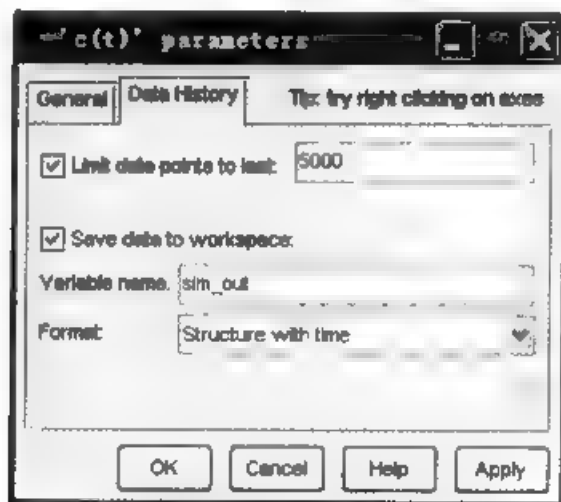 'c(t)' parameters
General Data History Tip: try right clicking on axes
Limit data points to last: 5000
Save data to workspace:
Variable name: sim_out
Format: Structure with time
OK Cancel Help Apply